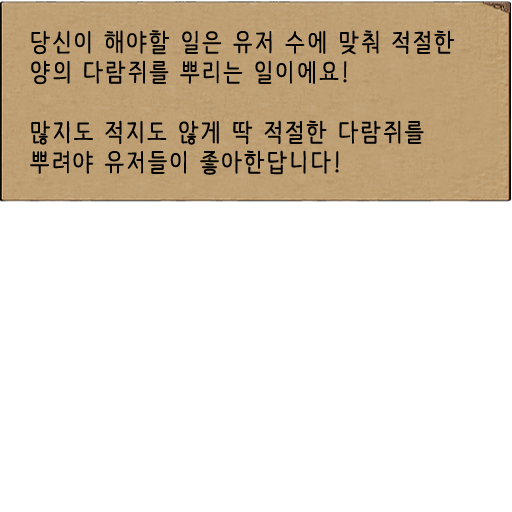 당신이 해야할 일은 유저 수에 맞춰 적절한
양의 다람쥐를 뿌리는 일이에요!
많지도 적지도 않게 딱 적절한 다람쥐를
뿌려야 유저들이 좋아한답니다!